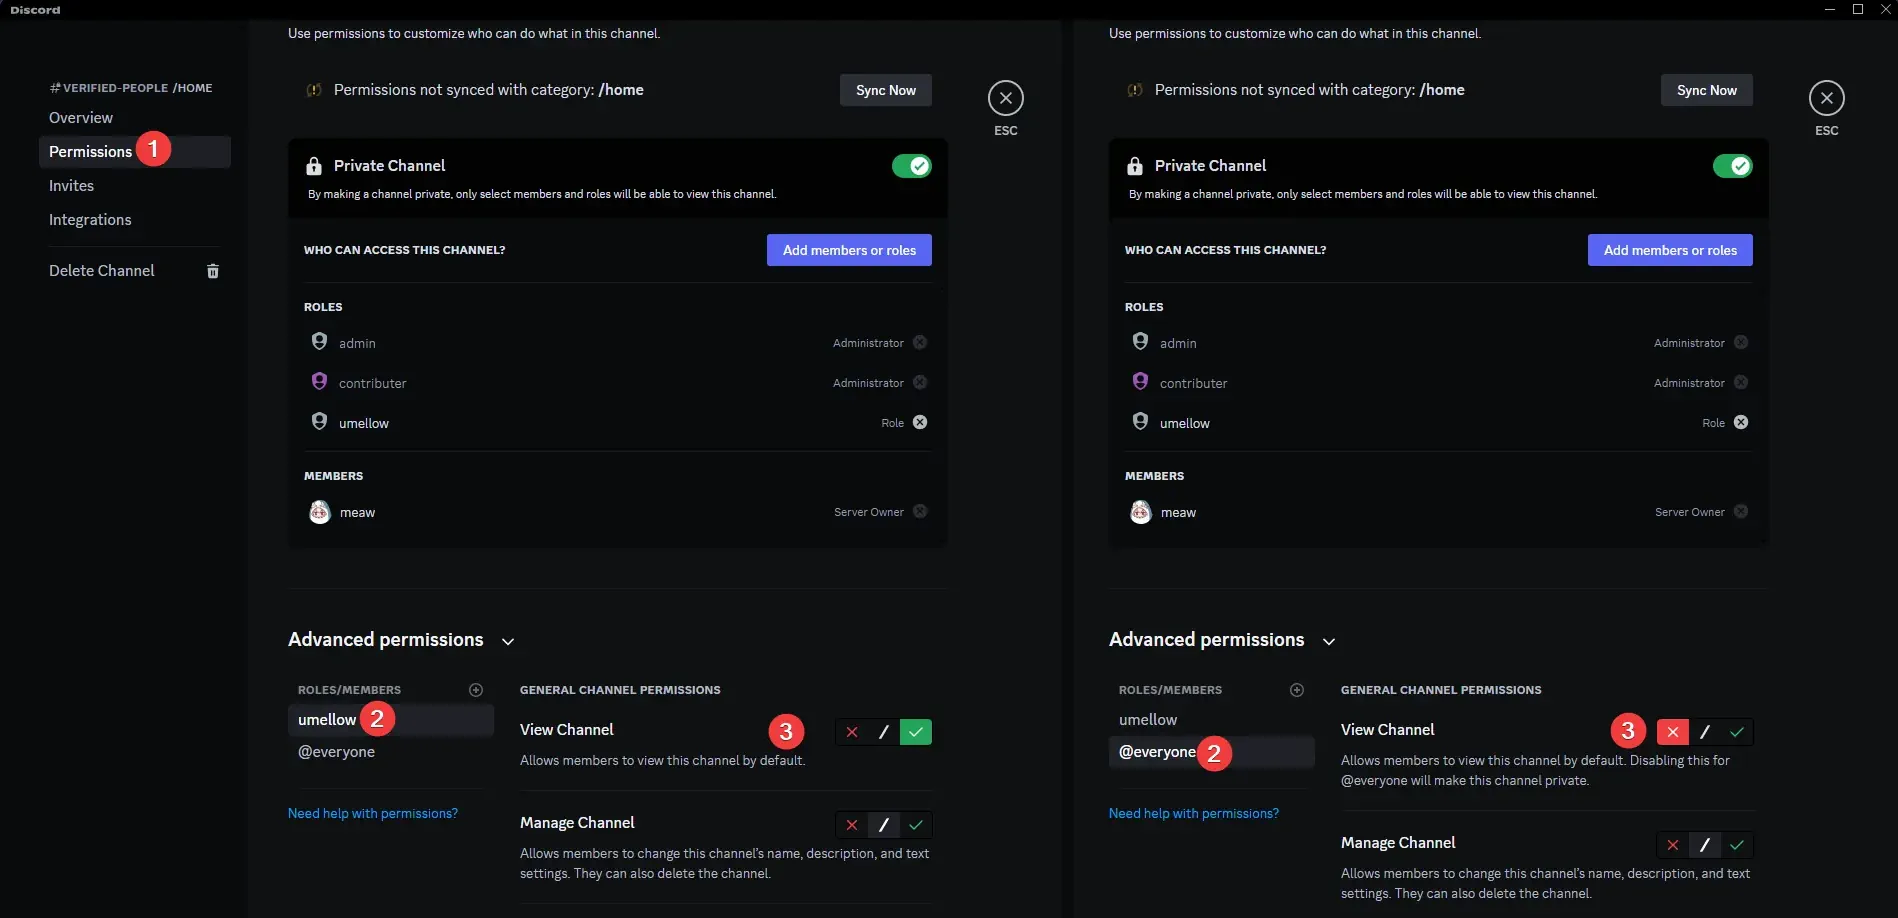 Discord
#VERIFIED-PEOPLE /HOME
Overview
Permissions 1
Invites
Integrations
Delete Channel
Use permissions to customize who can do what in this channel.
Permissions not synced with category: /home
Sync Now
ESC
Private Channel
By making a channel private, only select members and roles will be able to view this channel.
WHO CAN ACCESS THIS CHANNEL?
Add members or roles
ROLES
admin
Administrator
contributer
Administrator
umellow
Role
MEMBERS
meaw
Server Owner
Advanced permissions
ROLES/MEMBERS
umellow 2
@everyone
Need help with permissions?
GENERAL CHANNEL PERMISSIONS
View Channel
3
Allows members to view this channel by default.
Manage Channel
Allows members to change this channel's name, description, and text
settings. They can also delete the channel.
Use permissions to customize who can do what in this channel.
Permissions not synced with category: /home
Sync Now
ESC
Private Channel
By making a channel private, only select members and roles will be able to view this channel.
WHO CAN ACCESS THIS CHANNEL?
Add members or roles
ROLES
admin
Administrator
contributer
Administrator
umellow
Role
MEMBERS
meaw
Server Owner
Advanced permissions
ROLES/MEMBERS
umellow
@everyone 2
Need help with permissions?
GENERAL CHANNEL PERMISSIONS
View Channel
3
Allows members to view this channel by default. Disabling this for
@everyone will make this channel private.
Manage Channel
Allows members to change this channel's name, description, and text
settings. They can also delete the channel.